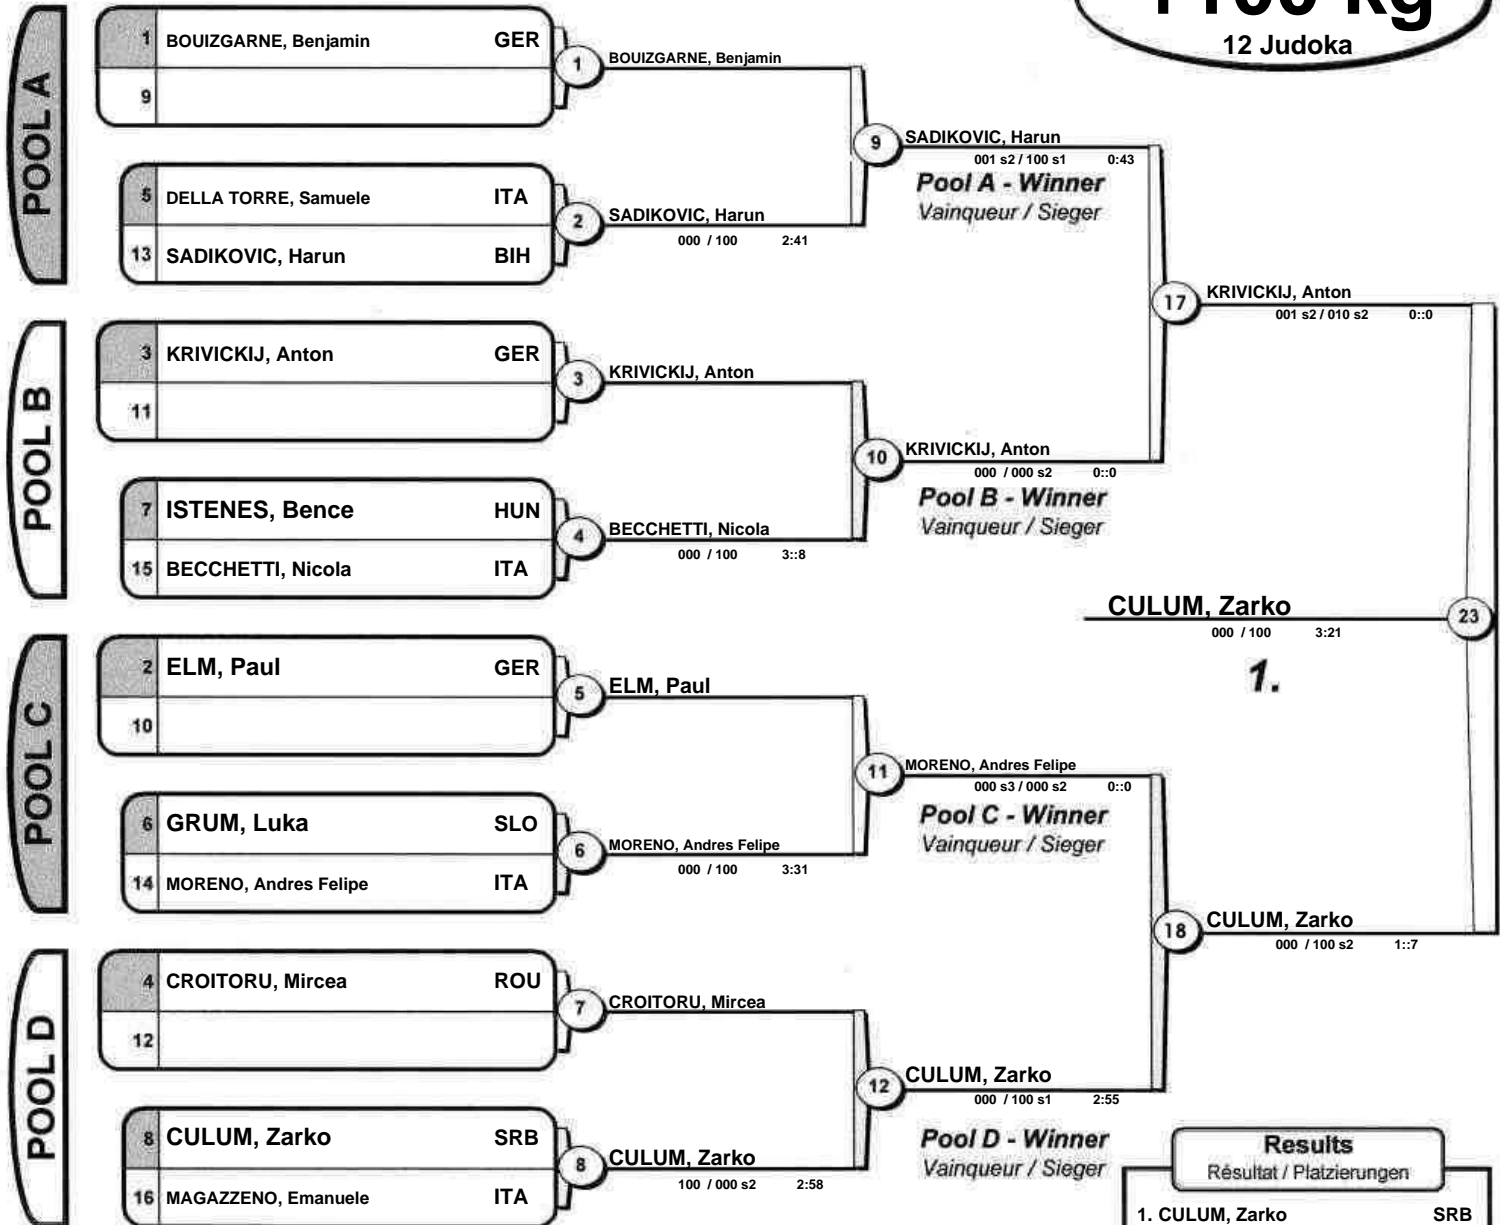 +100 kg
12 Judoka
POOL A
1 BOUIZGARNE, Benjamin GER
9
5 DELLA TORRE, Samuele ITA
13 SADIKOVIC, Harun BIH
1 BOUIZGARNE, Benjamin
2 SADIKOVIC, Harun
000 / 100 2:41
9 SADIKOVIC, Harun
001 s2 / 100 s1 0:43
Pool A - Winner
Vainqueur / Sieger
POOL B
3 KRIVICKIJ, Anton GER
11
7 ISTENES, Bence HUN
15 BECCHETTI, Nicola ITA
3 KRIVICKIJ, Anton
4 BECCHETTI, Nicola
000 / 100 3::8
10 KRIVICKIJ, Anton
000 / 000 s2 0::0
Pool B - Winner
Vainqueur / Sieger
17 KRIVICKIJ, Anton
001 s2 / 010 s2 0::0
CULUM, Zarko 23
000 / 100 3:21
1.
POOL C
2 ELM, Paul GER
10
6 GRUM, Luka SLO
14 MORENO, Andres Felipe ITA
5 ELM, Paul
6 MORENO, Andres Felipe
000 / 100 3:31
11 MORENO, Andres Felipe
000 s3 / 000 s2 0::0
Pool C - Winner
Vainqueur / Sieger
18 CULUM, Zarko
000 / 100 s2 1::7
POOL D
4 CROITORU, Mircea ROU
12
8 CULUM, Zarko SRB
16 MAGAZZENO, Emanuele ITA
7 CROITORU, Mircea
8 CULUM, Zarko
100 / 000 s2 2:58
12 CULUM, Zarko
000 / 100 s1 2:55
Pool D - Winner
Vainqueur / Sieger
Results
Résultat / Platzierungen
1. CULUM, Zarko SRB